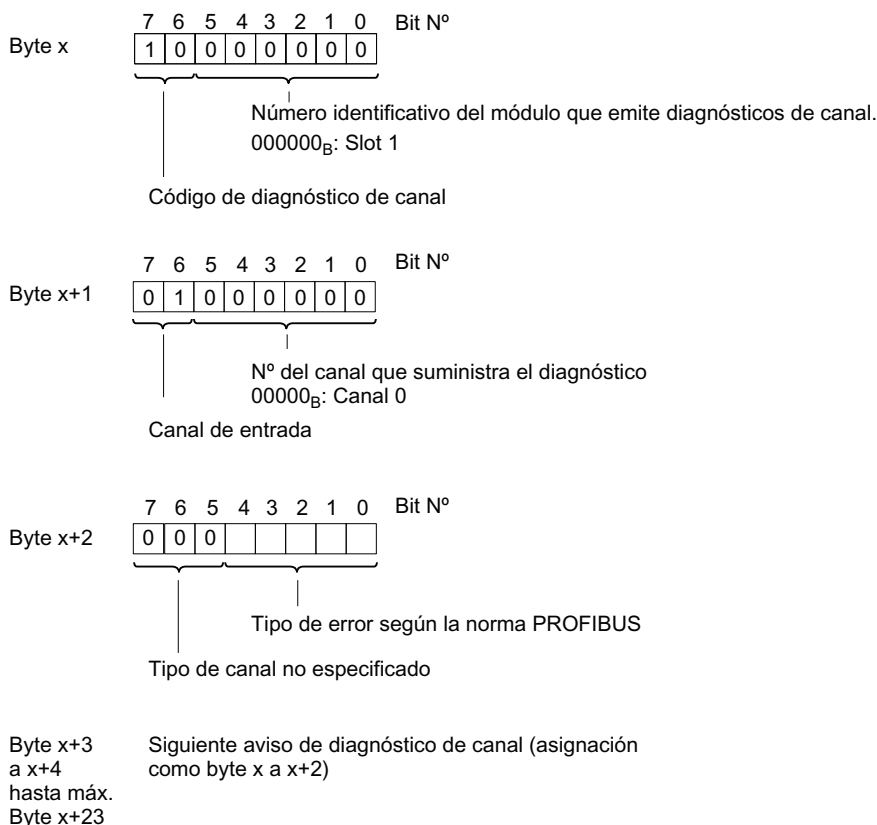 7 6 5 4 3 2 1 0 Bit Nº
Byte x 1 0 0 0 0 0 0 0
Número identificativo del módulo que emite diagnósticos de canal.
000000B: Slot 1
Código de diagnóstico de canal
7 6 5 4 3 2 1 0 Bit Nº
Byte x+1 0 1 0 0 0 0 0 0
Nº del canal que suministra el diagnóstico
00000B: Canal 0
Canal de entrada
7 6 5 4 3 2 1 0 Bit Nº
Byte x+2 0 0 0
Tipo de error según la norma PROFIBUS
Tipo de canal no especificado
Byte x+3 Siguiente aviso de diagnóstico de canal (asignación
a x+4 como byte x a x+2)
hasta máx.
Byte x+23